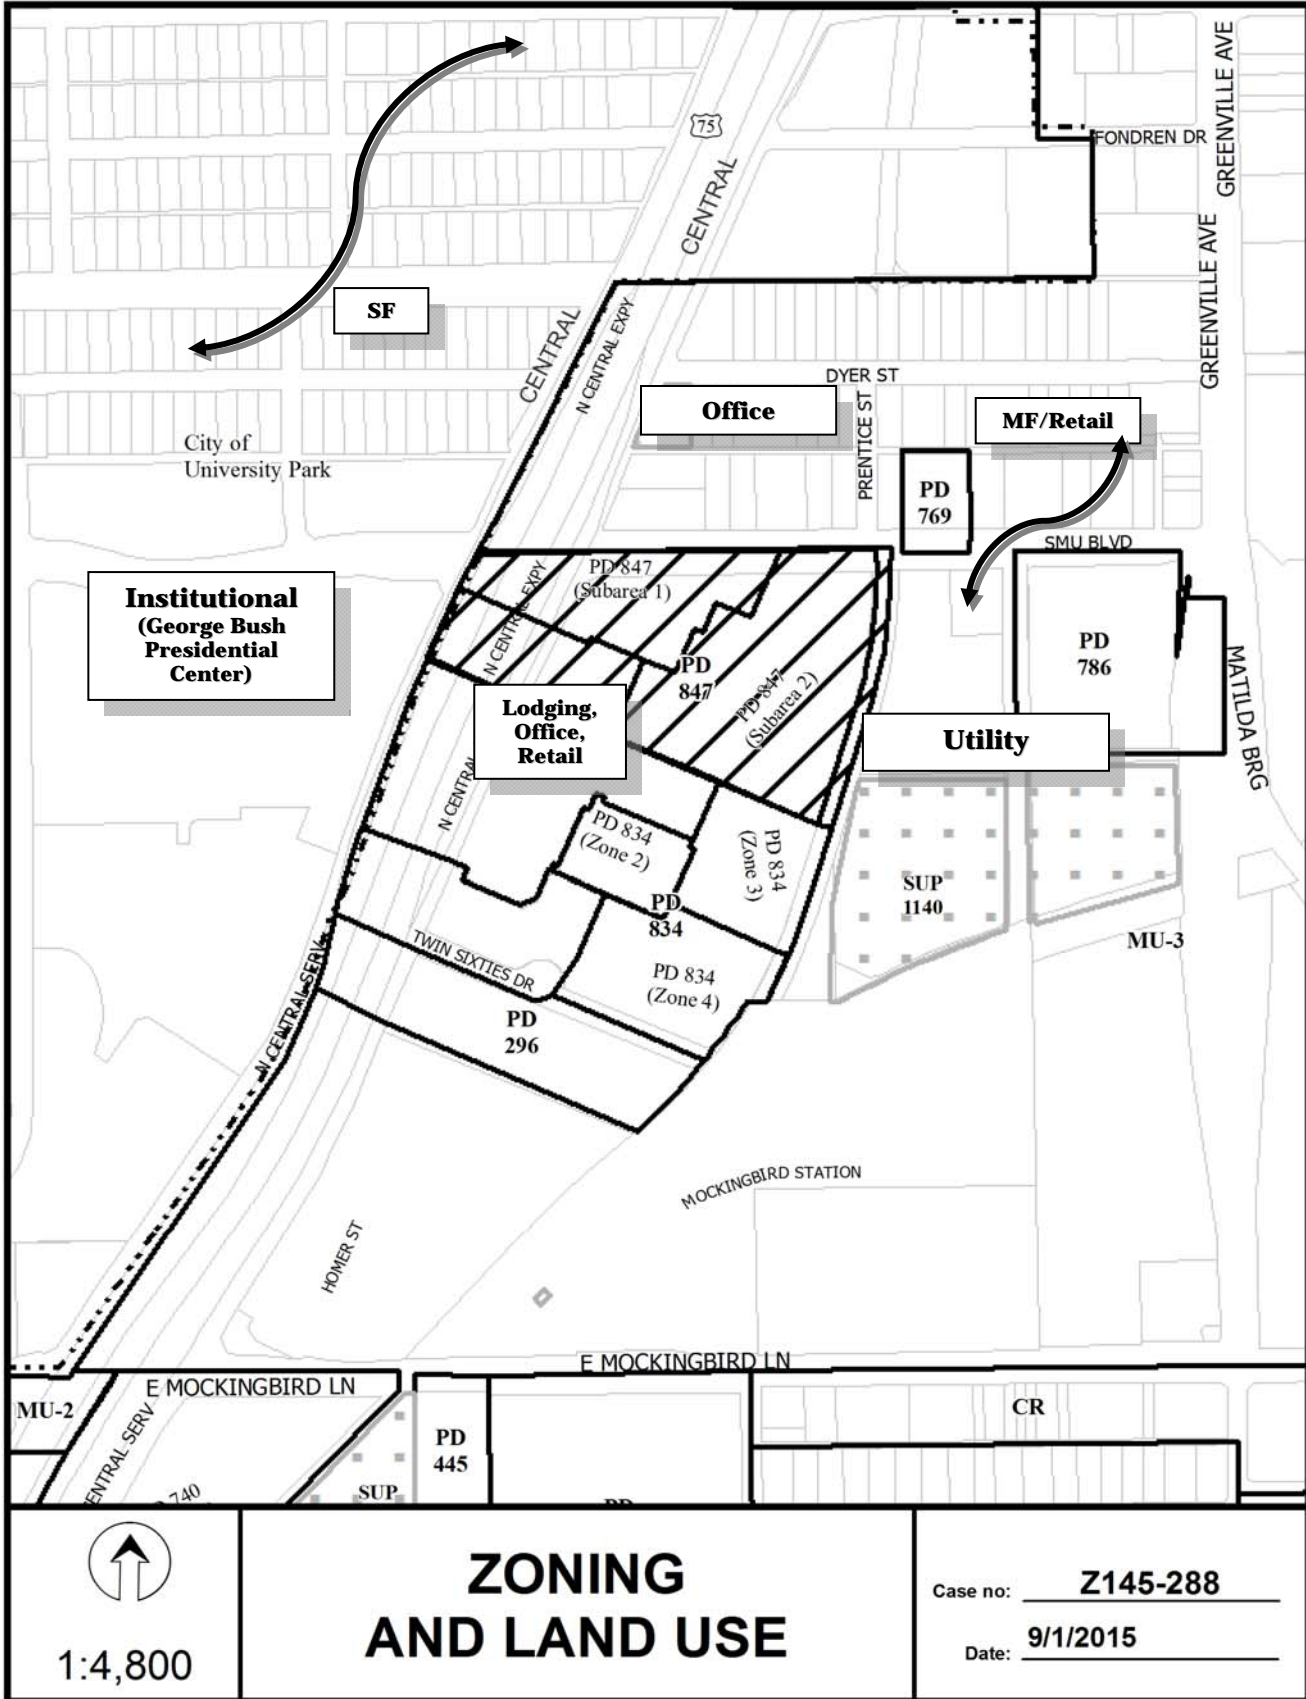 75
CENTRAL
FONDREN DR
GREENVILLE AVE
GREENVILLE AVE
SF
CENTRAL
N CENTRAL EXPY
DYER ST
Office
PRENTICE ST
MF/Retail
City of
University Park
PD
769
SMU BLVD
PD 847
(Subarea 1)
N CENTRAL EXPY
Institutional
(George Bush
Presidential
Center)
PD
847
PD 847
(Subarea 2)
PD
786
MATILDA BRG
Lodging,
Office,
Retail
Utility
N CENTRAL
PD 834
(Zone 2)
PD 834
(Zone 3)
SUP
1140
PD
834
MU-3
TWIN SIXTIES DR
PD 834
(Zone 4)
N CENTRAL SERV
PD
296
MOCKINGBIRD STATION
HOMER ST
E MOCKINGBIRD LN
E MOCKINGBIRD LN
MU-2
CENTRAL SERV
PD
445
CR
740
SUP
ZONING
AND LAND USE
1:4,800
Case no: Z145-288
Date: 9/1/2015